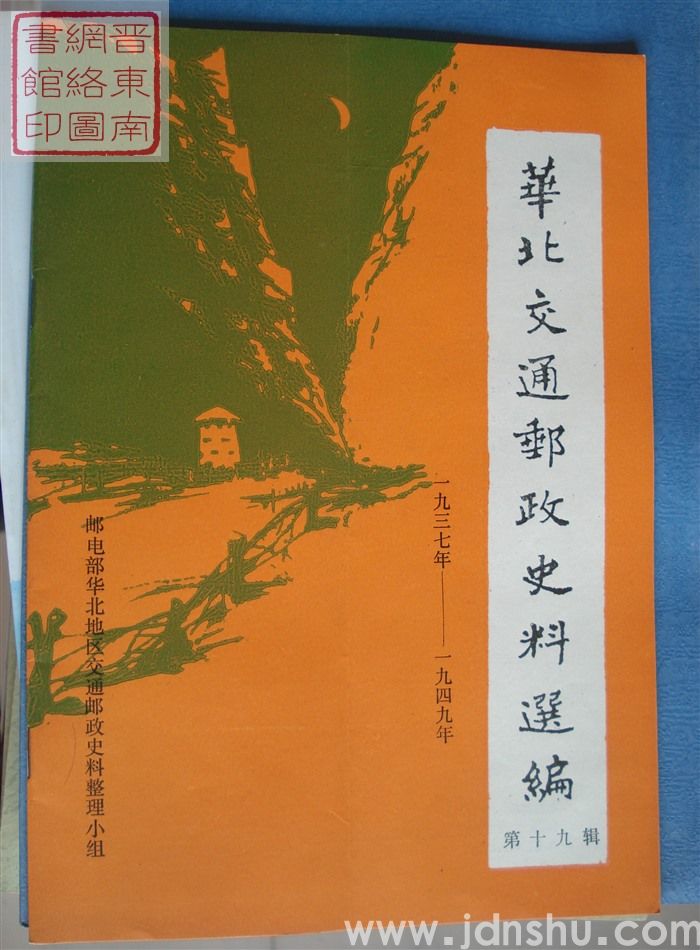 晋東南
網絡圖
書館印
華北交通郵政史料選編
第十九辑
一九三七年——一九四九年
邮电部华北地区交通邮政史料整理小组
www.jdnshu.com